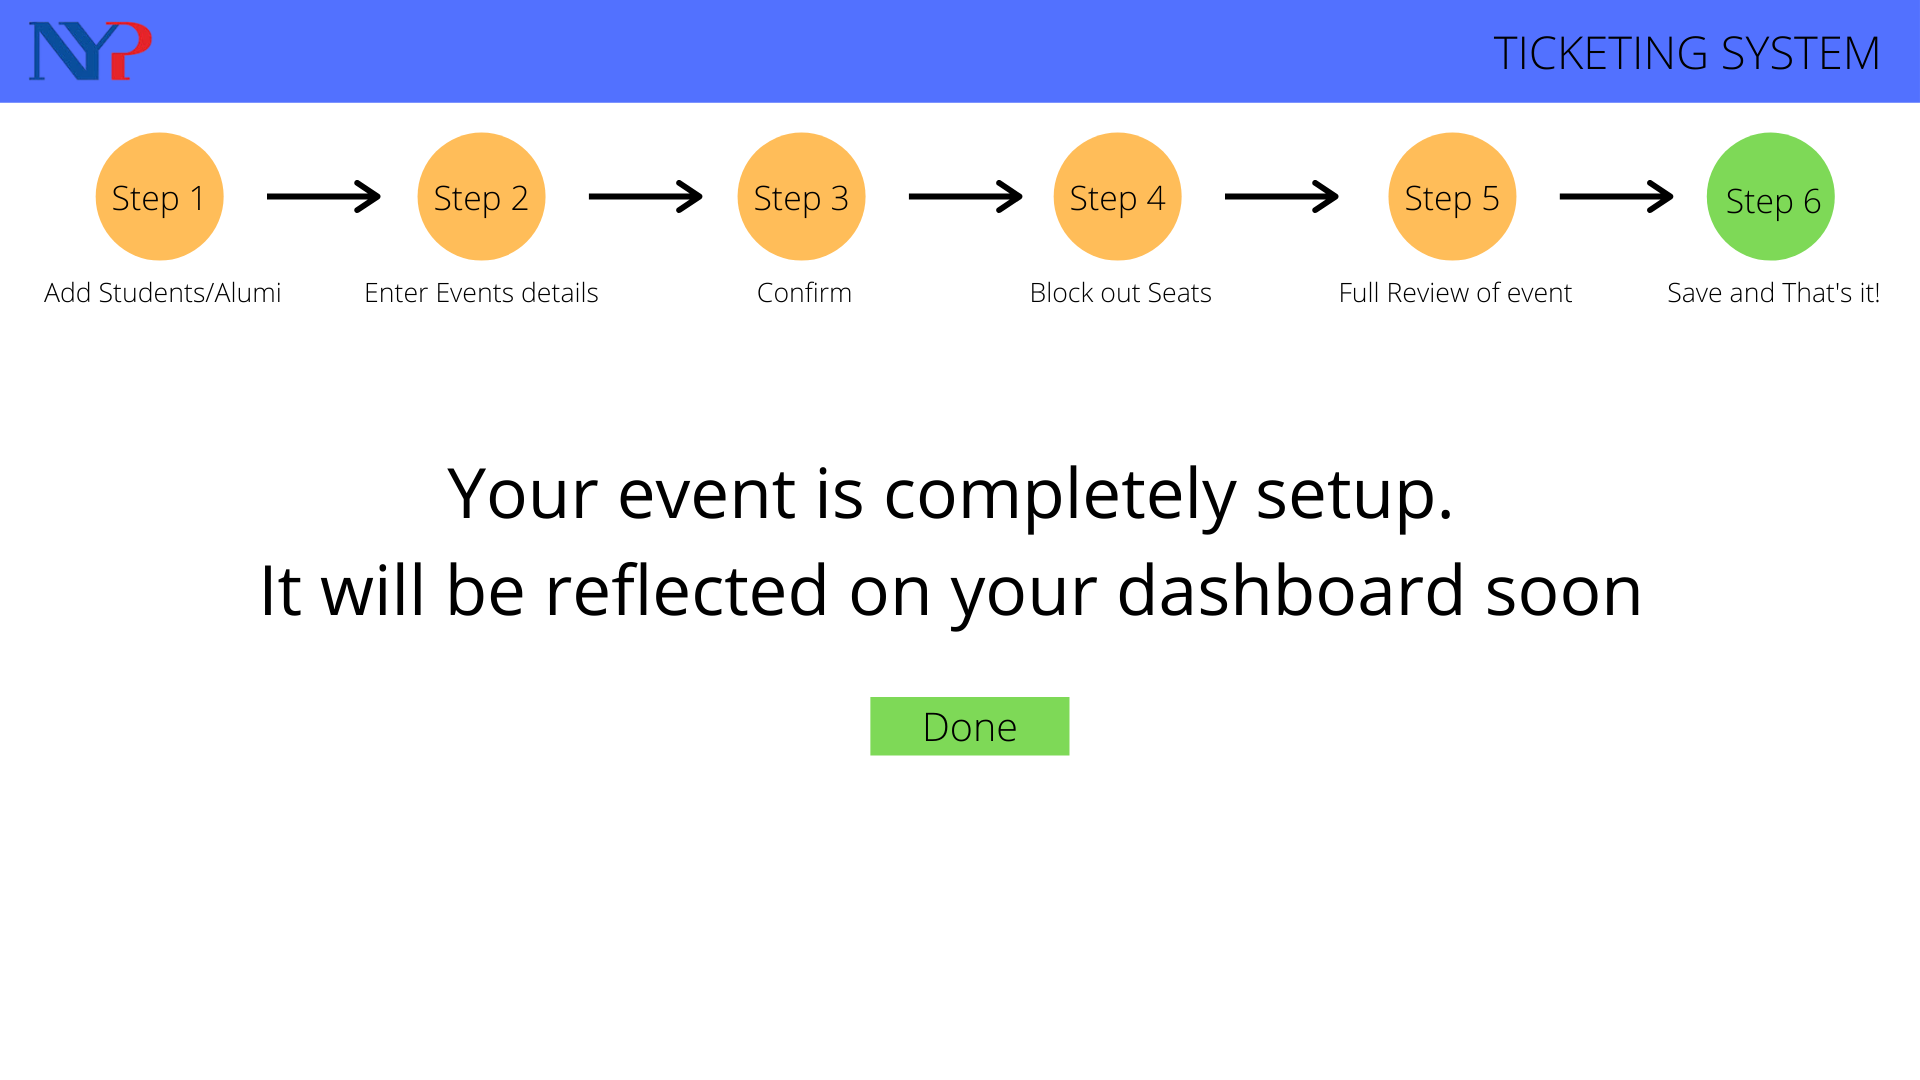 NYP
TICKETING SYSTEM
Step 1
Step 2
Step 3
Step 4
Step 5
Step 6
Add Students/Alumi
Enter Events details
Confirm
Block out Seats
Full Review of event
Save and That's it!
Your event is completely setup.
It will be reflected on your dashboard soon
Done